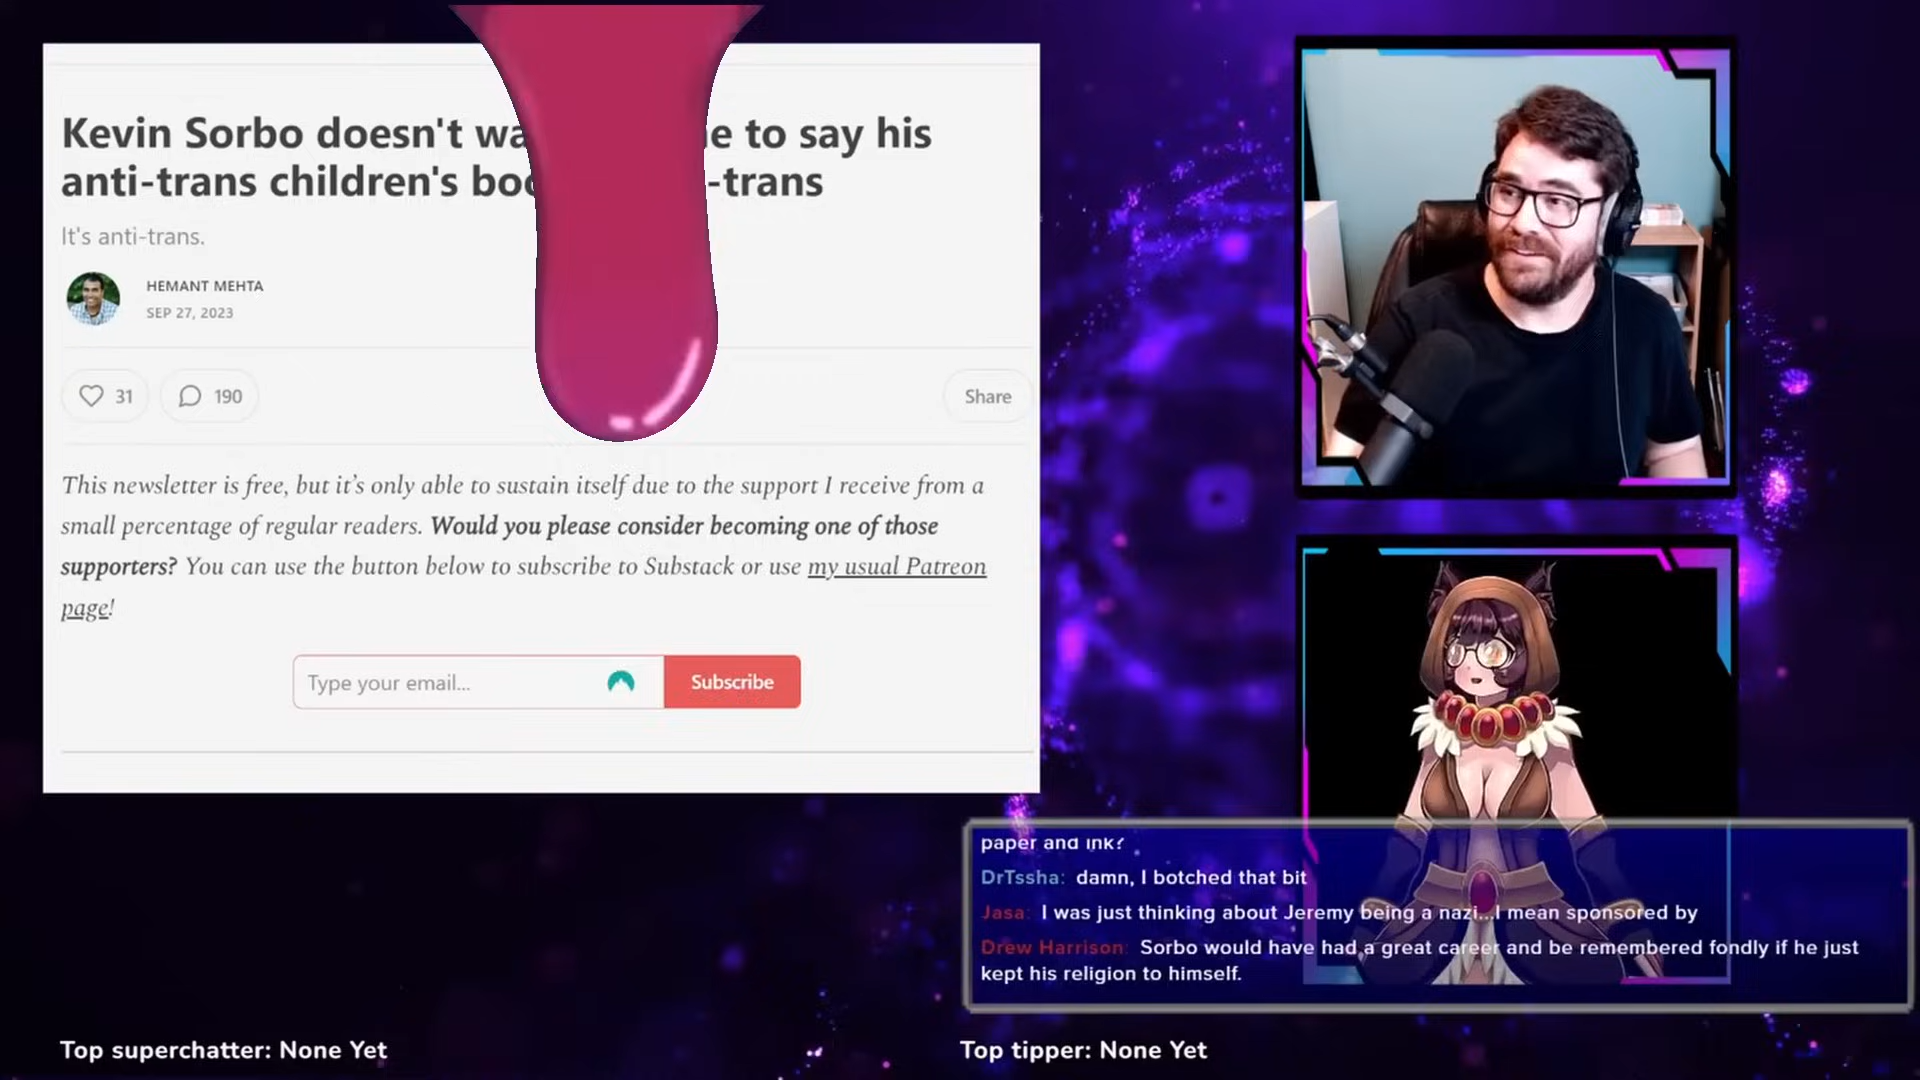 Kevin Sorbo doesn't to say his
anti-trans children's -trans
It's anti-trans.
HEMANT MEHTA
SEP 27, 2023
31
190
Share
This newsletter is free, but it's only able to sustain itself due to the support I receive from a
small percentage of regular readers. Would you please consider becoming one of those
supporters? You can use the button below to subscribe to Substack or use my usual Patreon
page!
Type your email...
Subscribe
paper and ink?
DrTssha: damn, I botched that bit
Jasa: I was just thinking about Jeremy being a nazi...I mean sponsored by
Drew Harrison: Sorbo would have had a great career and be remembered fondly if he just
kept his religion to himself.
Top superchatter: None Yet
Top tipper: None Yet